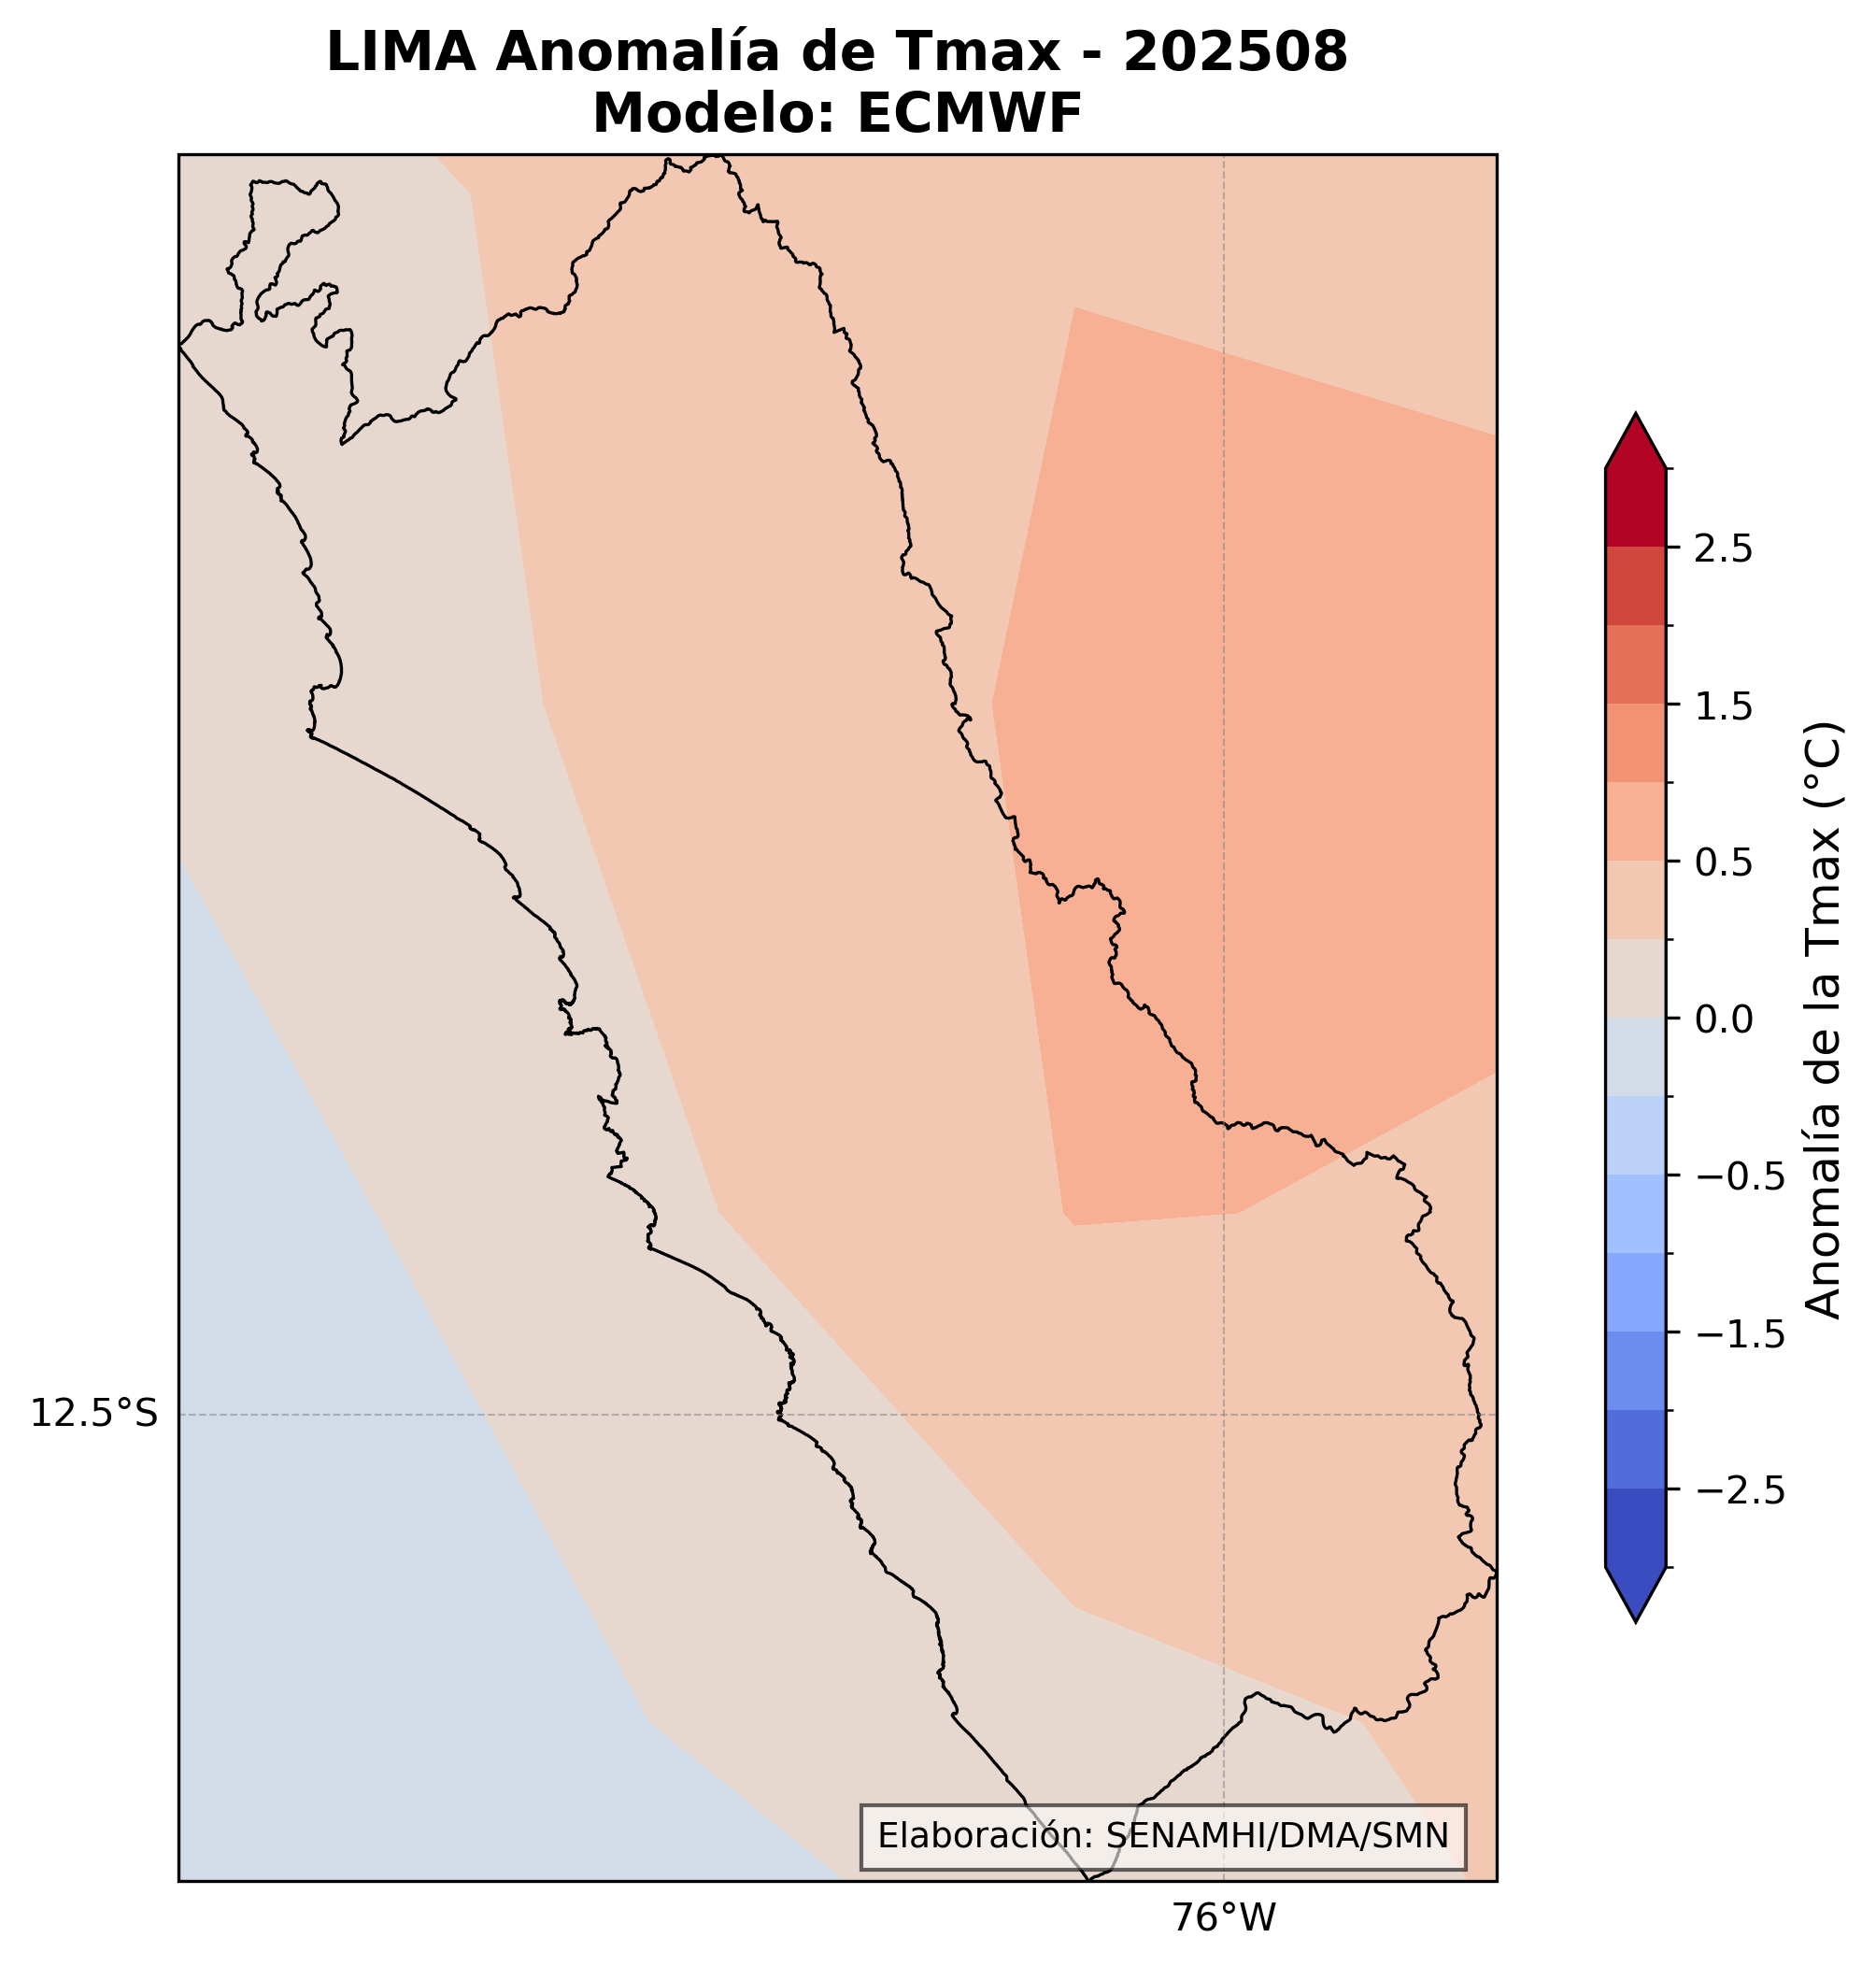 LIMA Anomalía de Tmax - 202508
Modelo: ECMWF
2.5
1.5
0.5
0.0
−0.5
−1.5
−2.5
Anomalía de la Tmax (°C)
12.5°S
Elaboración: SENAMHI/DMA/SMN
76°W